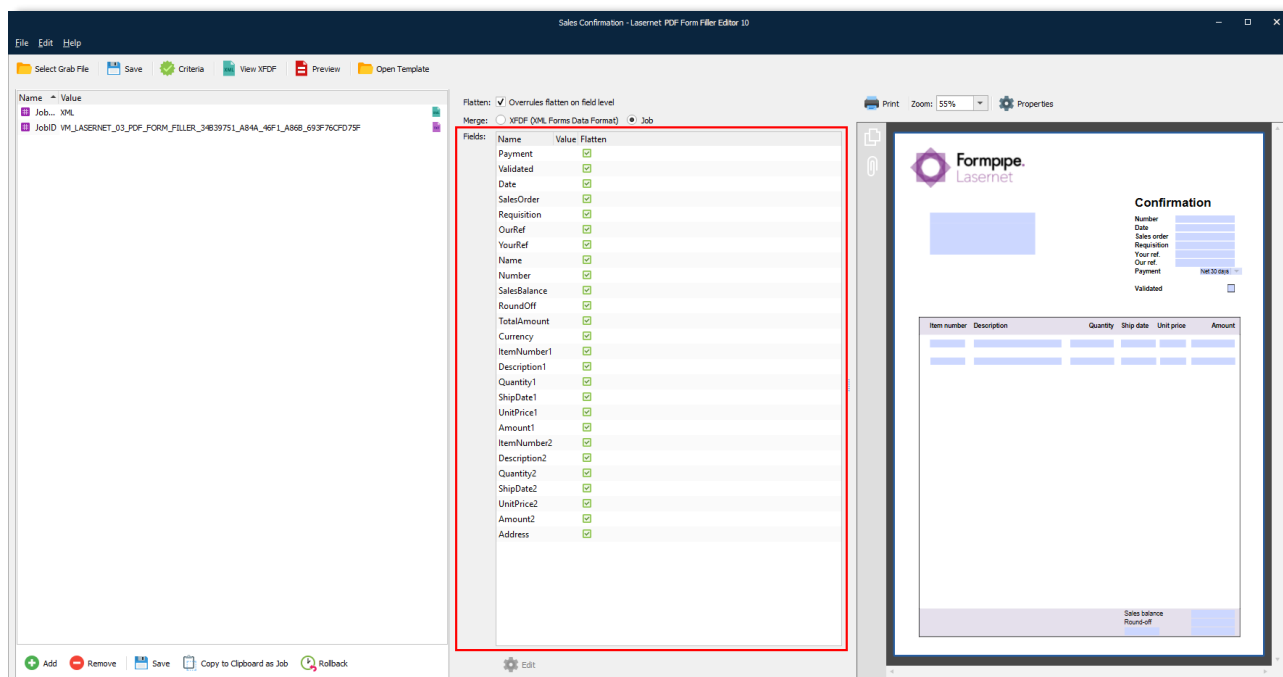 Sales Confirmation - Lasernet PDF Form Filler Editor 10
File Edit Help
Select Grab File Save Criteria View XFDF Preview Open Template
Name Value
Job... XML
JobID VM_LASERNET_03_PDF_FORM_FILLER_34B39751_A84A_46F1_A86B_693F76CFD75F
Flatten: Overrules flatten on field level
Merge: XFDF (XML Forms Data Format) Job
Fields:
Name Value Flatten
Payment
Validated
Date
SalesOrder
Requisition
OurRef
YourRef
Name
Number
SalesBalance
RoundOff
TotalAmount
Currency
ItemNumber1
Description1
Quantity1
ShipDate1
UnitPrice1
Amount1
ItemNumber2
Description2
Quantity2
ShipDate2
UnitPrice2
Amount2
Address
Edit
Print Zoom: 55% Properties
Formpipe.
Lasernet
Confirmation
Number
Date
Sales order
Requisition
Your ref.
Our ref.
Payment Net 30 days
Validated
Item number Description Quantity Ship date Unit price Amount
Sales balance
Round-off
Add Remove Save Copy to Clipboard as Job Rollback